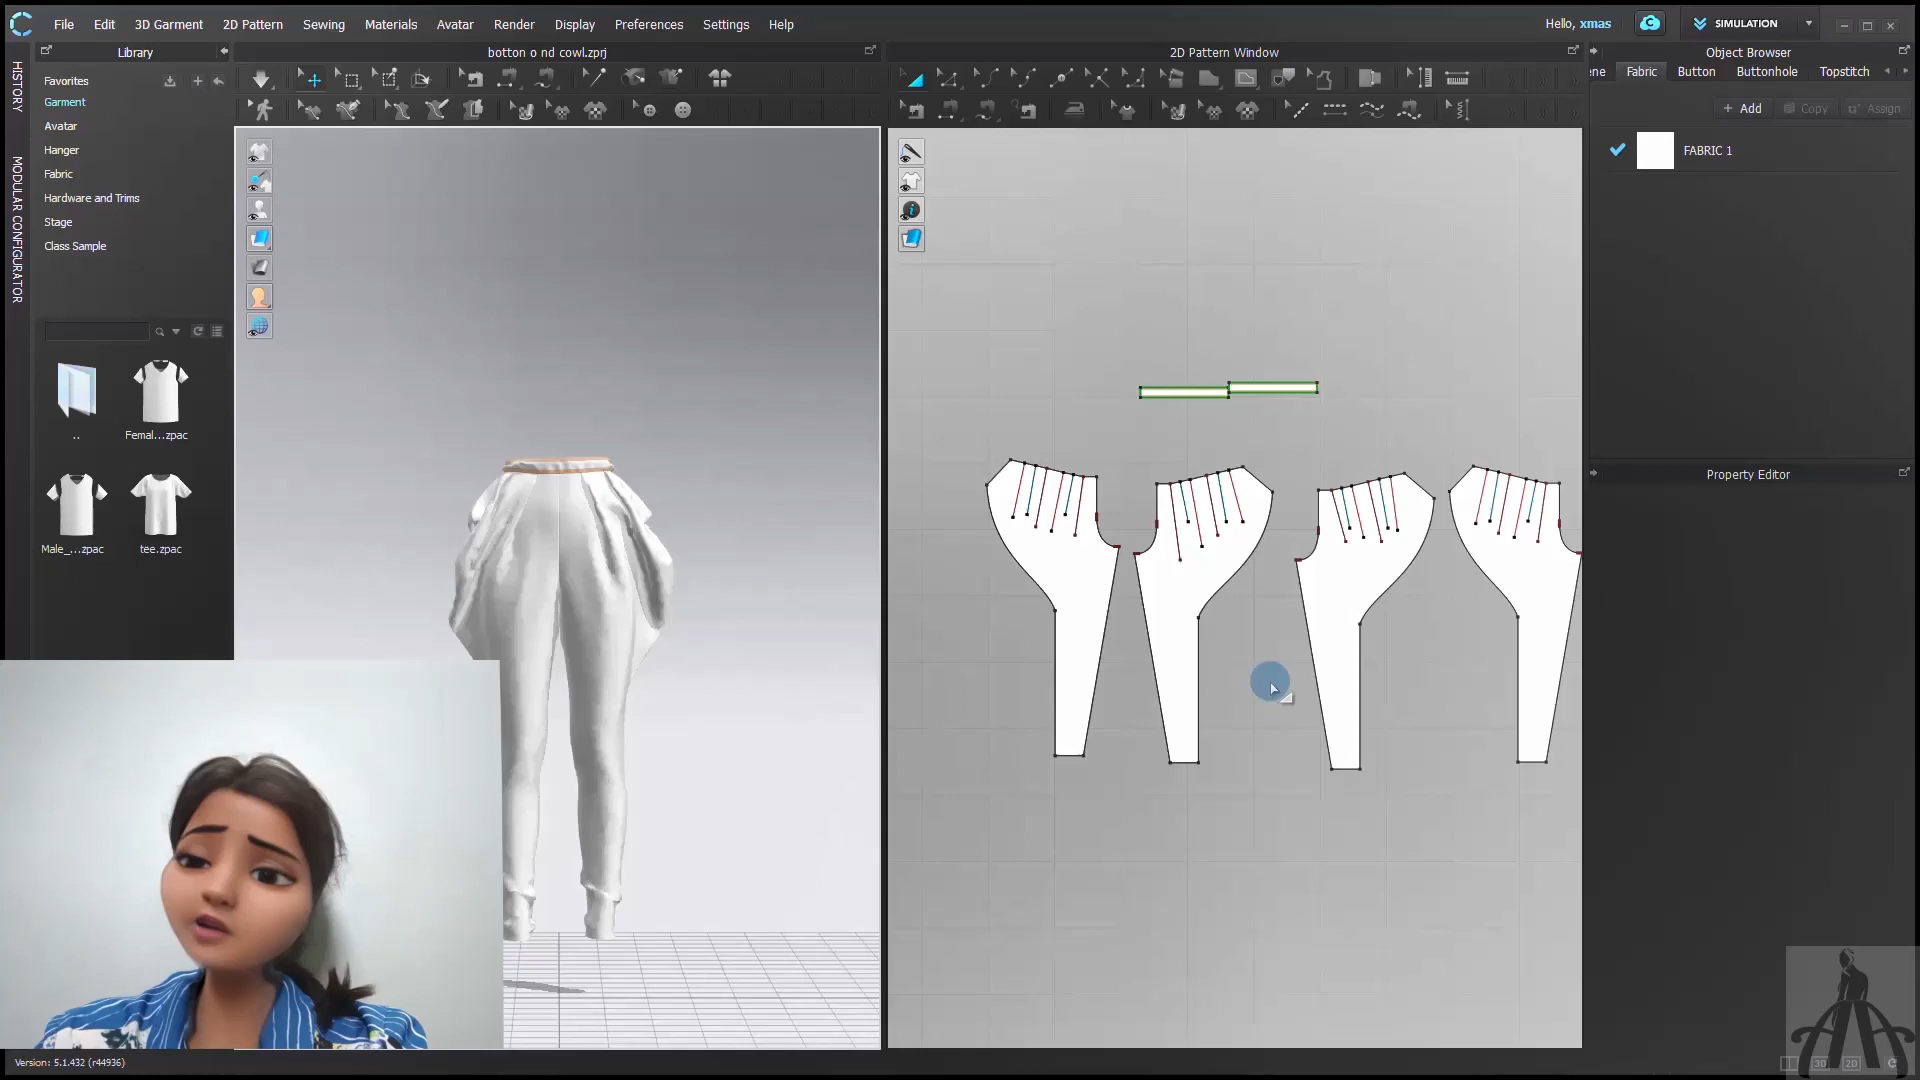 File Edit 3D Garment 2D Pattern Sewing Materials Avatar Render Display Preferences Settings Help
Hello, xmas
SIMULATION
Library
botton o nd cowl.zprj
2D Pattern Window
Object Browser
ene Fabric Button Buttonhole Topstitch
HISTORY
MODULAR CONFIGURATOR
Favorites
Garment
Avatar
Hanger
Fabric
Hardware and Trims
Stage
Class Sample
+ Add Copy Assign
FABRIC 1
..
Femal...zpac
Male_...zpac
tee.zpac
Property Editor
Version: 5.1.432 (r44936)
3D 2D